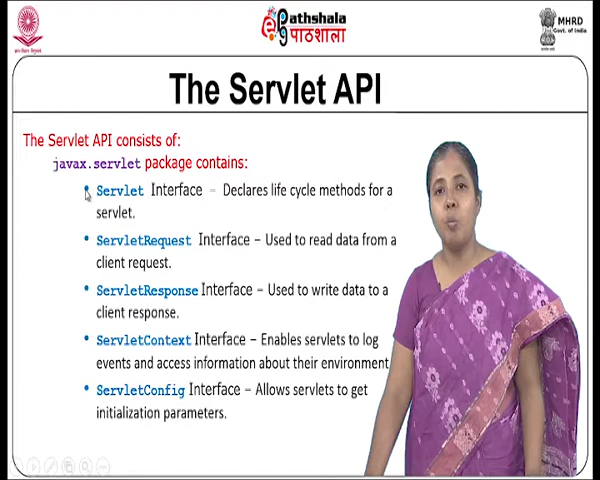 Pathshala
पाठशाला
MHRD
Govt. of India
The Servlet API
The Servlet API consists of:
javax.servlet package contains:
• Servlet Interface – Declares life cycle methods for a
servlet.
• ServletRequest Interface – Used to read data from a
client request.
• ServletResponse Interface – Used to write data to a
client response.
• ServletContext Interface – Enables servlets to log
events and access information about their environment
• ServletConfig Interface – Allows servlets to get
initialization parameters.